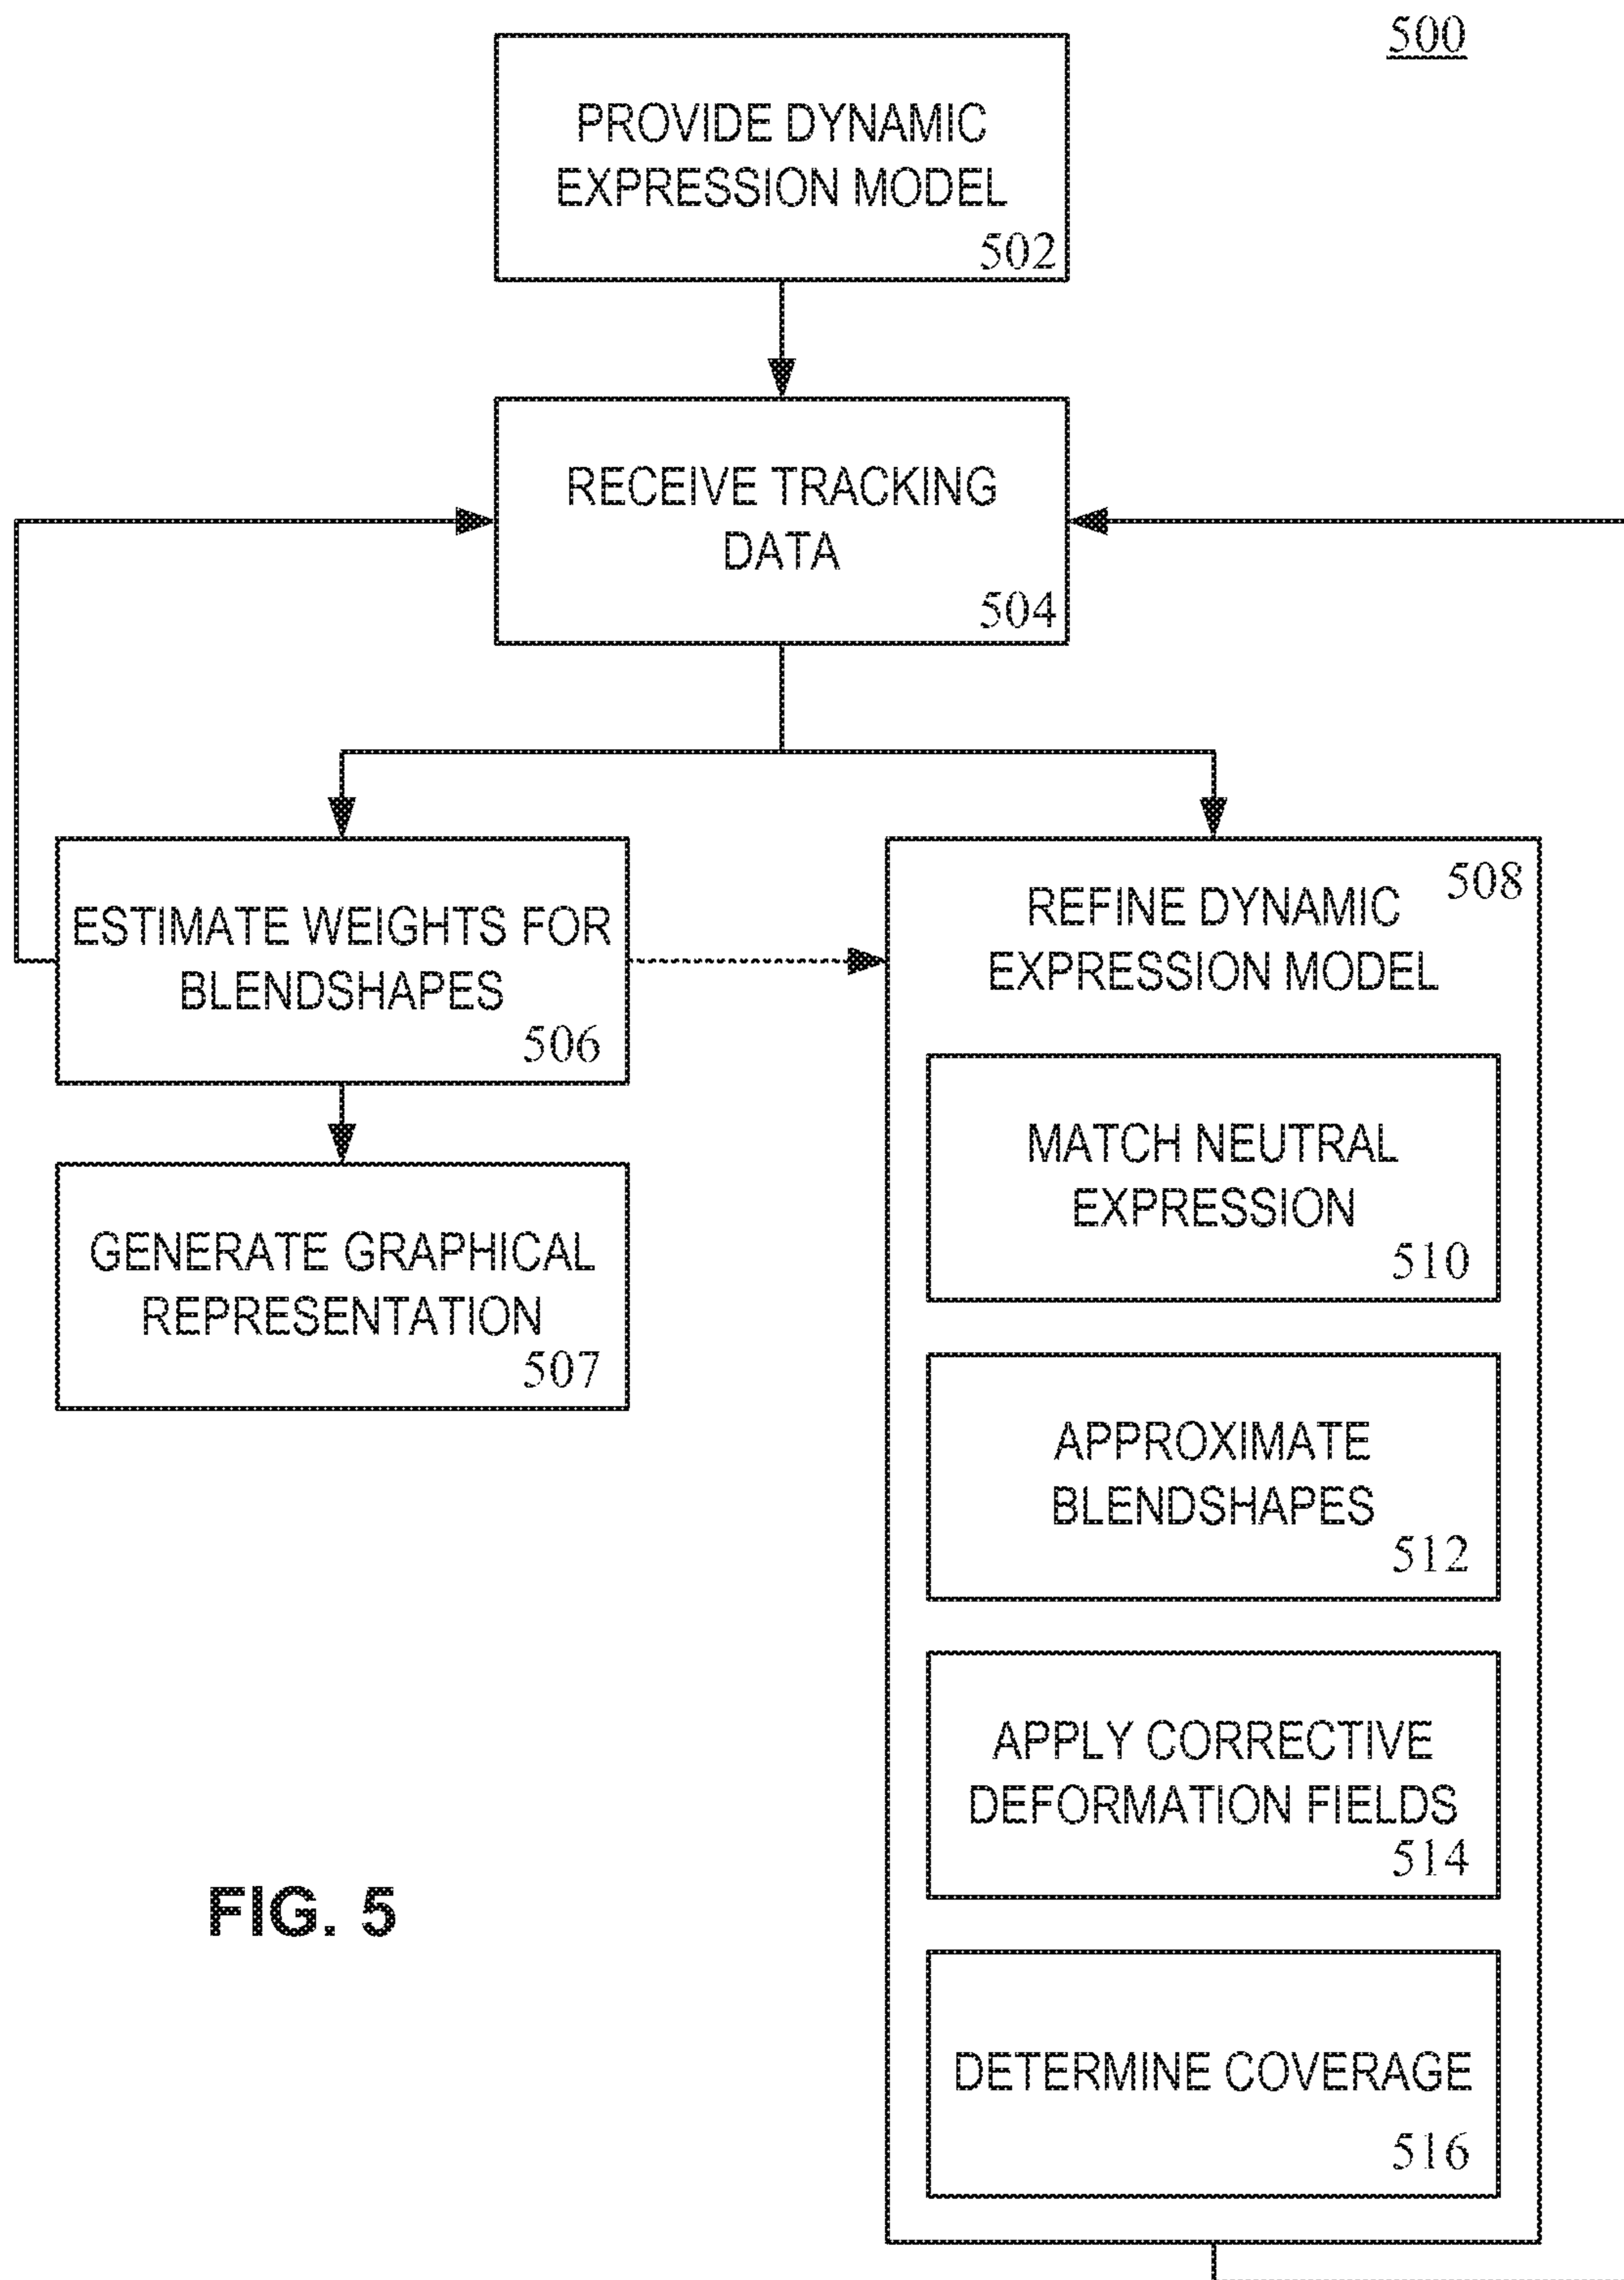 500
PROVIDE DYNAMIC
EXPRESSION MODEL
502
RECEIVE TRACKING
DATA
504
ESTIMATE WEIGHTS FOR
BLENDSHAPES
506
GENERATE GRAPHICAL
REPRESENTATION
507
508
REFINE DYNAMIC
EXPRESSION MODEL
MATCH NEUTRAL
EXPRESSION
510
APPROXIMATE
BLENDSHAPES
512
APPLY CORRECTIVE
DEFORMATION FIELDS
514
DETERMINE COVERAGE
516
FIG. 5